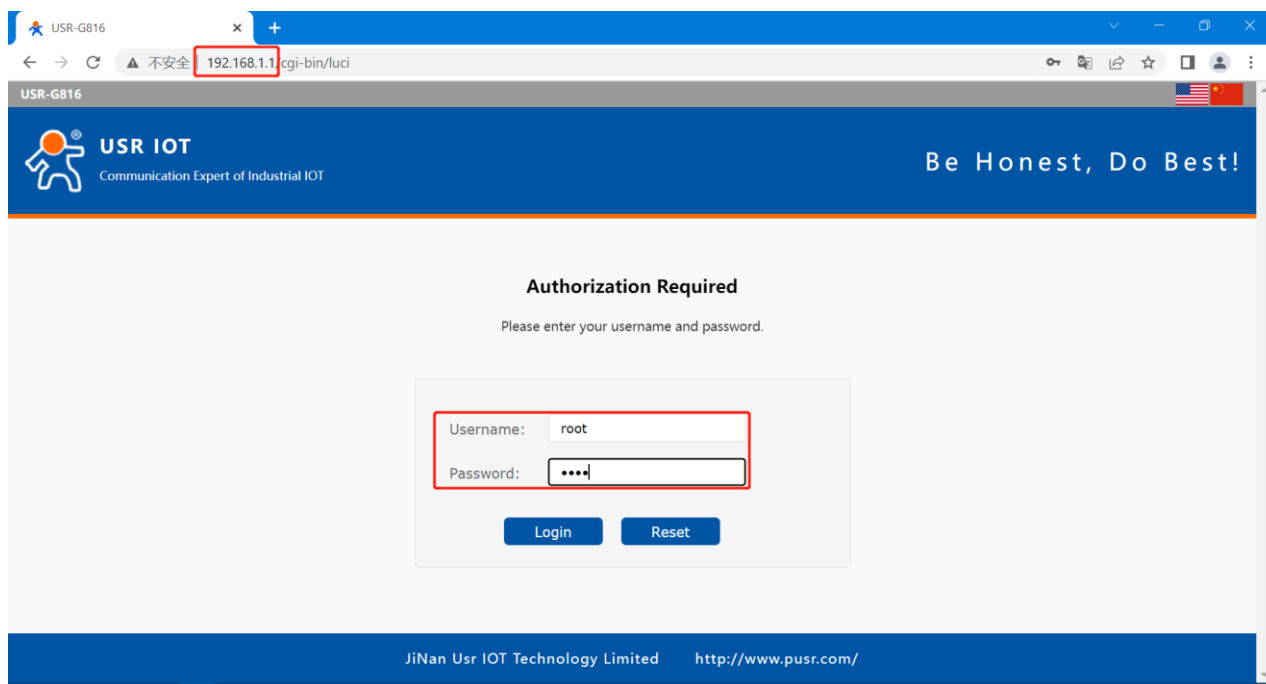 USR-G816
不安全 192.168.1.1/cgi-bin/luci
USR-G816
USR IOT
Communication Expert of Industrial IOT
Be Honest, Do Best!
Authorization Required
Please enter your username and password.
Username: root
Password: ••••
Login Reset
JiNan Usr IOT Technology Limited http://www.pusr.com/